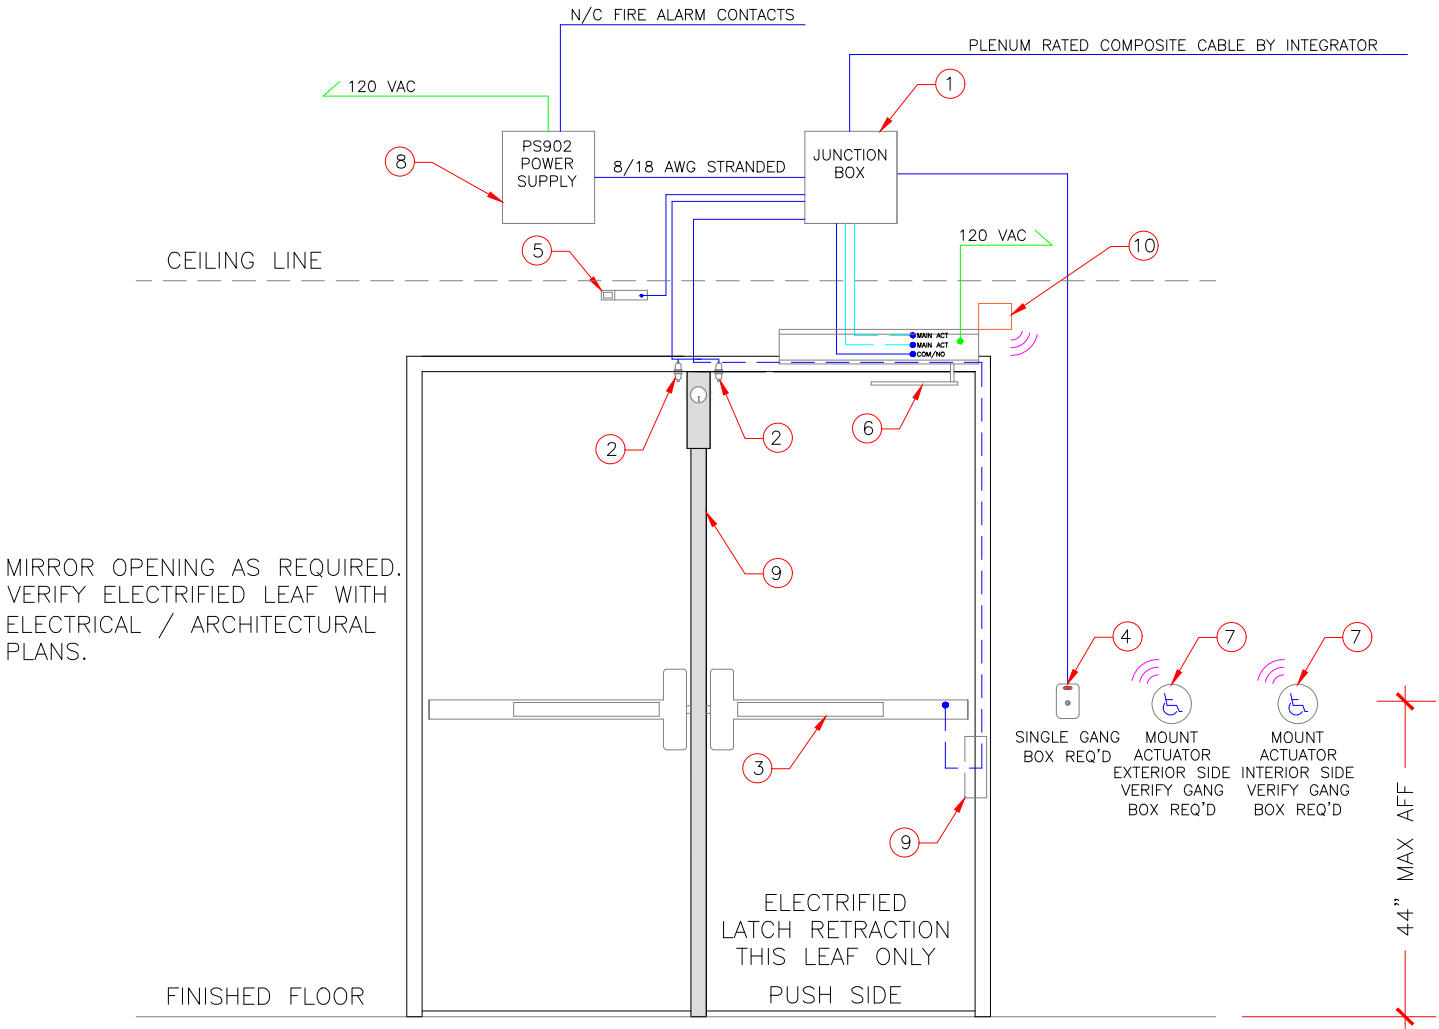 N/C FIRE ALARM CONTACTS
PLENUM RATED COMPOSITE CABLE BY INTEGRATOR
120 VAC
1
PS902
POWER
SUPPLY
8
8/18 AWG STRANDED
JUNCTION
BOX
120 VAC
10
5
CEILING LINE
MAIN ACT
MAIN ACT
COM/NO
2
2
6
9
MIRROR OPENING AS REQUIRED.
VERIFY ELECTRIFIED LEAF WITH
ELECTRICAL / ARCHITECTURAL
PLANS.
4
7
7
SINGLE GANG
BOX REQ'D
MOUNT
ACTUATOR
EXTERIOR SIDE
VERIFY GANG
BOX REQ'D
MOUNT
ACTUATOR
INTERIOR SIDE
VERIFY GANG
BOX REQ'D
3
9
44" MAX AFF
ELECTRIFIED
LATCH RETRACTION
THIS LEAF ONLY
PUSH SIDE
FINISHED FLOOR